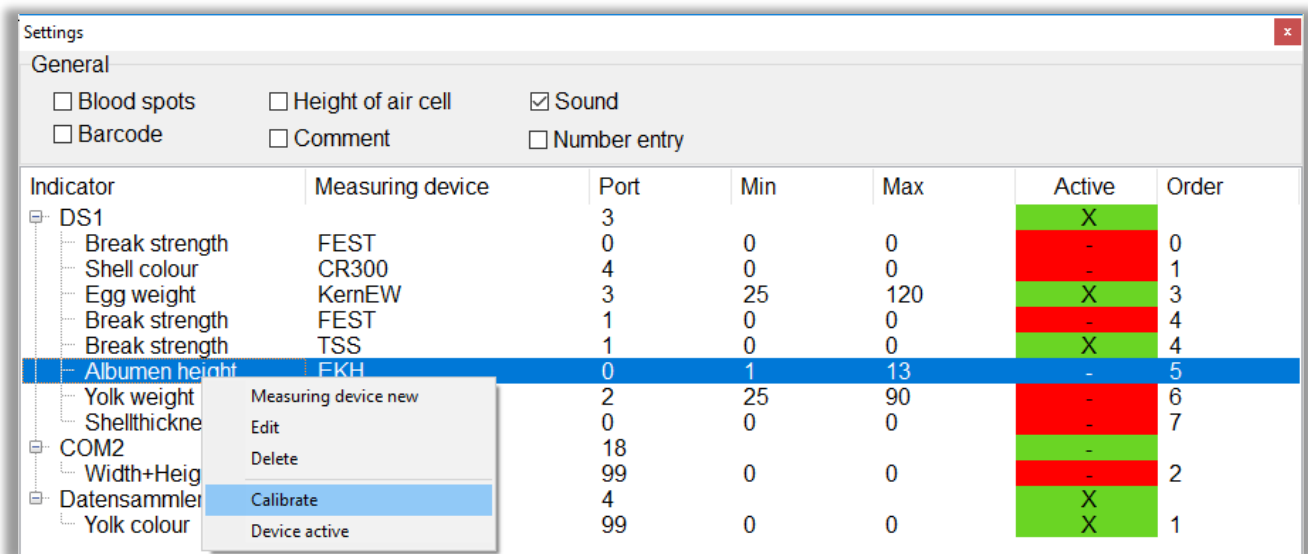 Settings x
General
Blood spots Height of air cell Sound
Barcode Comment Number entry
Indicator Measuring device Port Min Max Active Order
DS1 3 X
Break strength FEST 0 0 0 - 0
Shell colour CR300 4 0 0 - 1
Egg weight KernEW 3 25 120 X 3
Break strength FEST 1 0 0 - 4
Break strength TSS 1 0 0 X 4
Albumen height EKH 0 1 13 - 5
Yolk weight 2 25 90 - 6
Shellthickne 0 0 0 - 7
COM2 18 -
Width+Heig 99 0 0 - 2
Datensammler 4 X
Yolk colour 99 0 0 X 1
Measuring device new
Edit
Delete
Calibrate
Device active